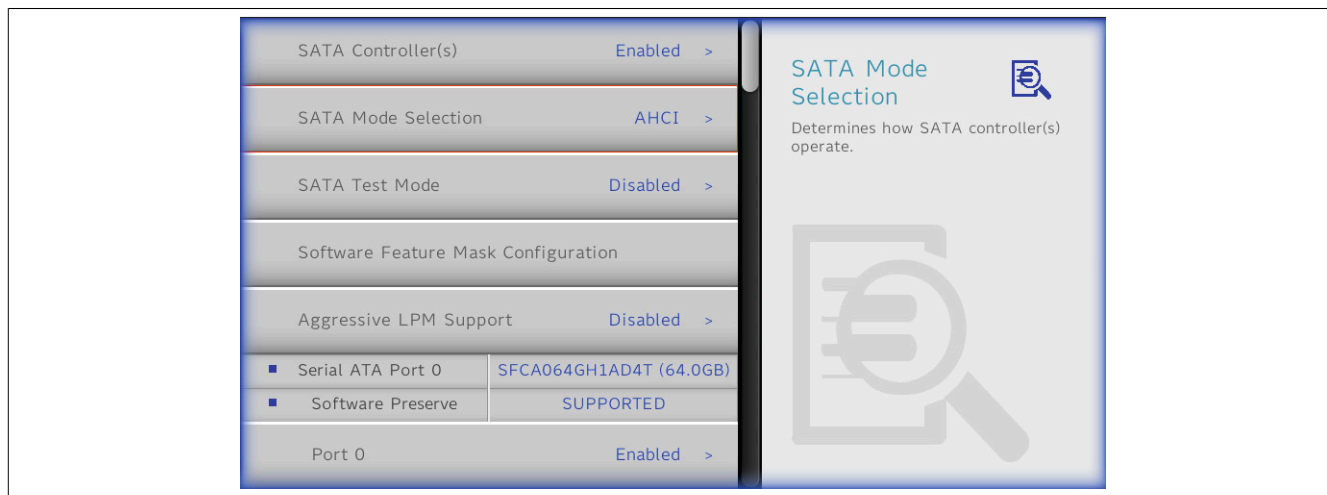 SATA Controller(s) Enabled >
SATA Mode Selection AHCI >
SATA Test Mode Disabled >
Software Feature Mask Configuration
Aggressive LPM Support Disabled >
Serial ATA Port 0 SFCA064GH1AD4T (64.0GB)
Software Preserve SUPPORTED
Port 0 Enabled >
SATA Mode
Selection
Determines how SATA controller(s)
operate.